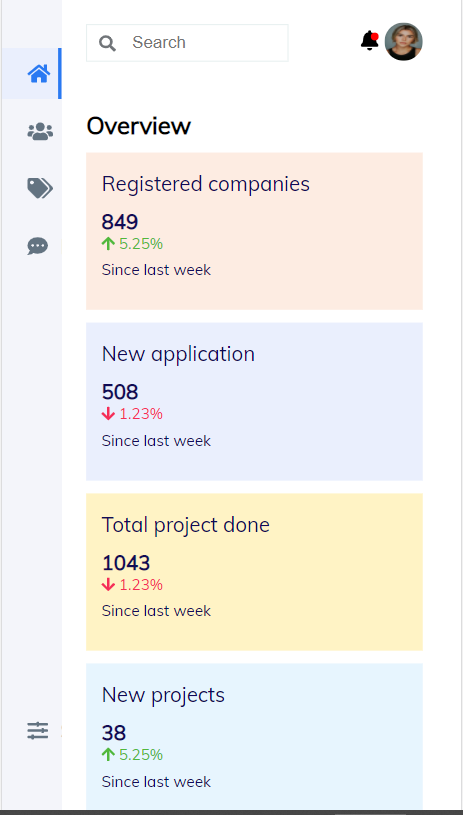 Search
Overview
Registered companies
849
5.25%
Since last week
New application
508
1.23%
Since last week
Total project done
1043
1.23%
Since last week
New projects
38
5.25%
Since last week